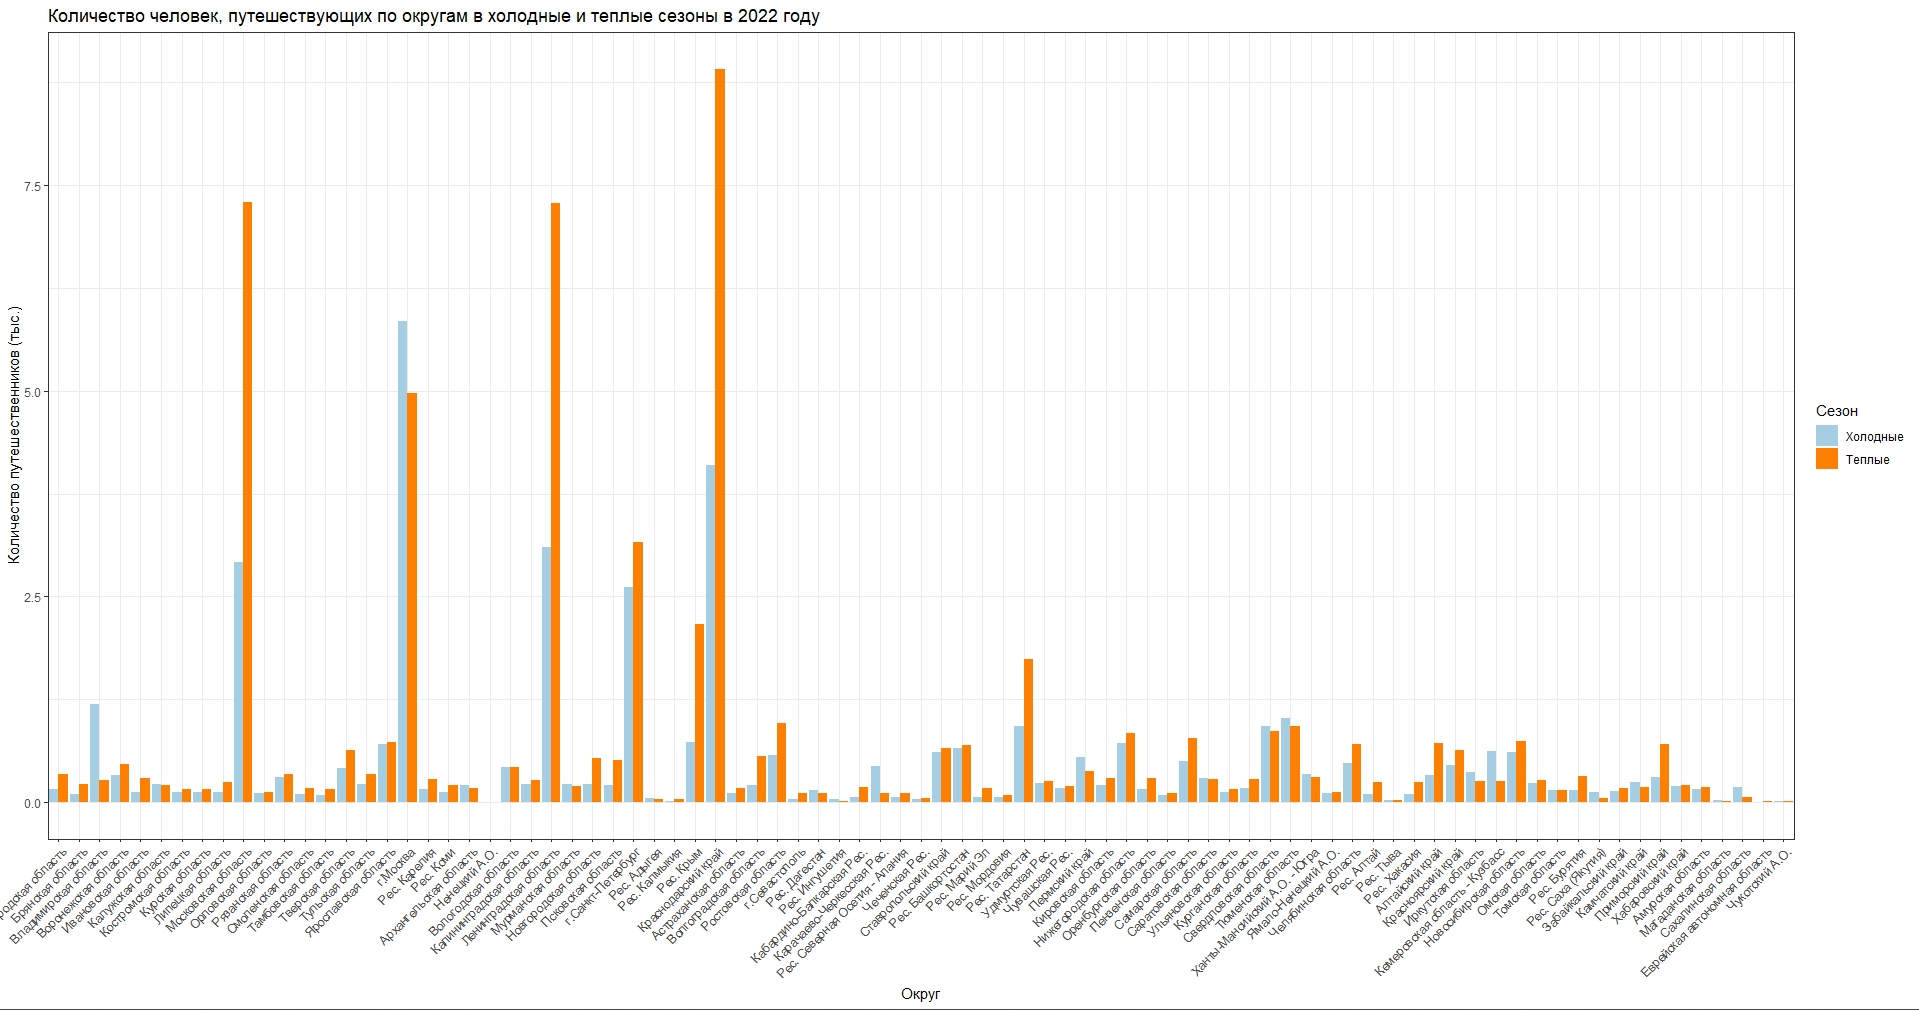 Количество человек, путешествующих по округам в холодные и теплые сезоны в 2022 году
Количество путешественников (тыс.)
7.5
5.0
2.5
0.0
родская область
Брянская область
Владимирская область
Воронежская область
Ивановская область
Калужская область
Костромская область
Курская область
Липецкая область
Московская область
Орловская область
Рязанская область
Смоленская область
Тамбовская область
Тверская область
Тульская область
Ярославская область
г.Москва
Рес. Карелия
Рес. Коми
Архангельская область
Ненецкий А.О.
Вологодская область
Калининградская область
Ленинградская область
Мурманская область
Новгородская область
Псковская область
г.Санкт-Петербург
Рес. Адыгея
Рес. Калмыкия
Рес. Крым
Краснодарский край
Астраханская область
Волгоградская область
Ростовская область
г.Севастополь
Рес. Дагестан
Рес. Ингушетия
Кабардино-Балкарская Рес.
Карачаево-Черкесская Рес.
Рес. Северная Осетия - Алания
Чеченская Рес.
Ставропольский край
Рес. Башкортостан
Рес. Марий Эл
Рес. Мордовия
Рес. Татарстан
Удмуртская Рес.
Чувашская Рес.
Пермский край
Кировская область
Нижегородская область
Оренбургская область
Пензенская область
Самарская область
Саратовская область
Ульяновская область
Курганская область
Свердловская область
Тюменская область
Ханты-Мансийский А.О. - Югра
Ямало-Ненецкий А.О.
Челябинская область
Рес. Алтай
Рес. Тыва
Рес. Хакасия
Алтайский край
Красноярский край
Иркутская область
Кемеровская область - Кузбасс
Новосибирская область
Омская область
Томская область
Рес. Бурятия
Рес. Саха (Якутия)
Забайкальский край
Камчатский край
Приморский край
Хабаровский край
Амурская область
Магаданская область
Сахалинская область
Еврейская автономная область
Чукотский А.О.
Округ
Сезон
Холодные
Теплые